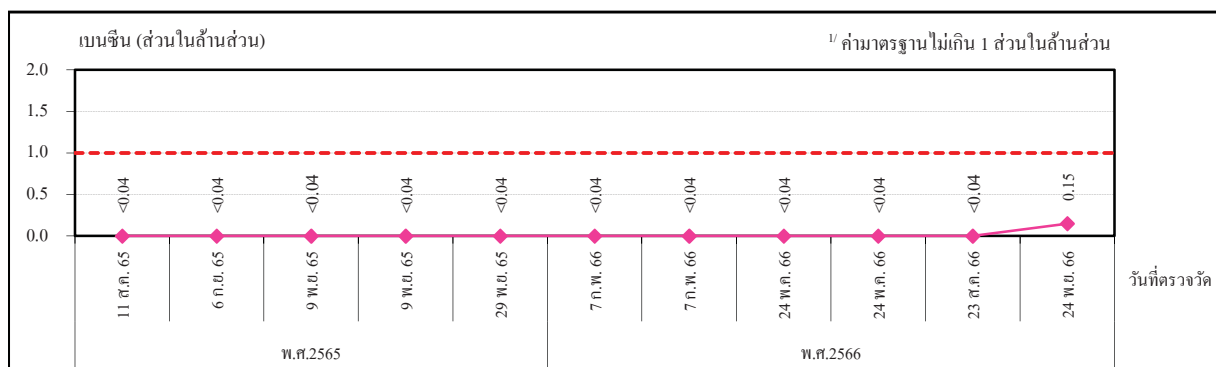 เบนซีน (ส่วนในล้านส่วน)
1/ ค่ามาตรฐานไม่เกิน 1 ส่วนในล้านส่วน
2.0
1.5
1.0
0.5
0.0
<0.04 <0.04 <0.04 <0.04 <0.04 <0.04 <0.04 <0.04 <0.04 <0.04 0.15
11 ส.ค. 65
6 ก.ย. 65
9 พ.ย. 65
9 พ.ย. 65
29 พ.ย. 65
7 ก.พ. 66
7 ก.พ. 66
24 พ.ค. 66
24 พ.ค. 66
23 ส.ค. 66
24 พ.ย. 66
วันที่ตรวจวัด
พ.ศ.2565
พ.ศ.2566